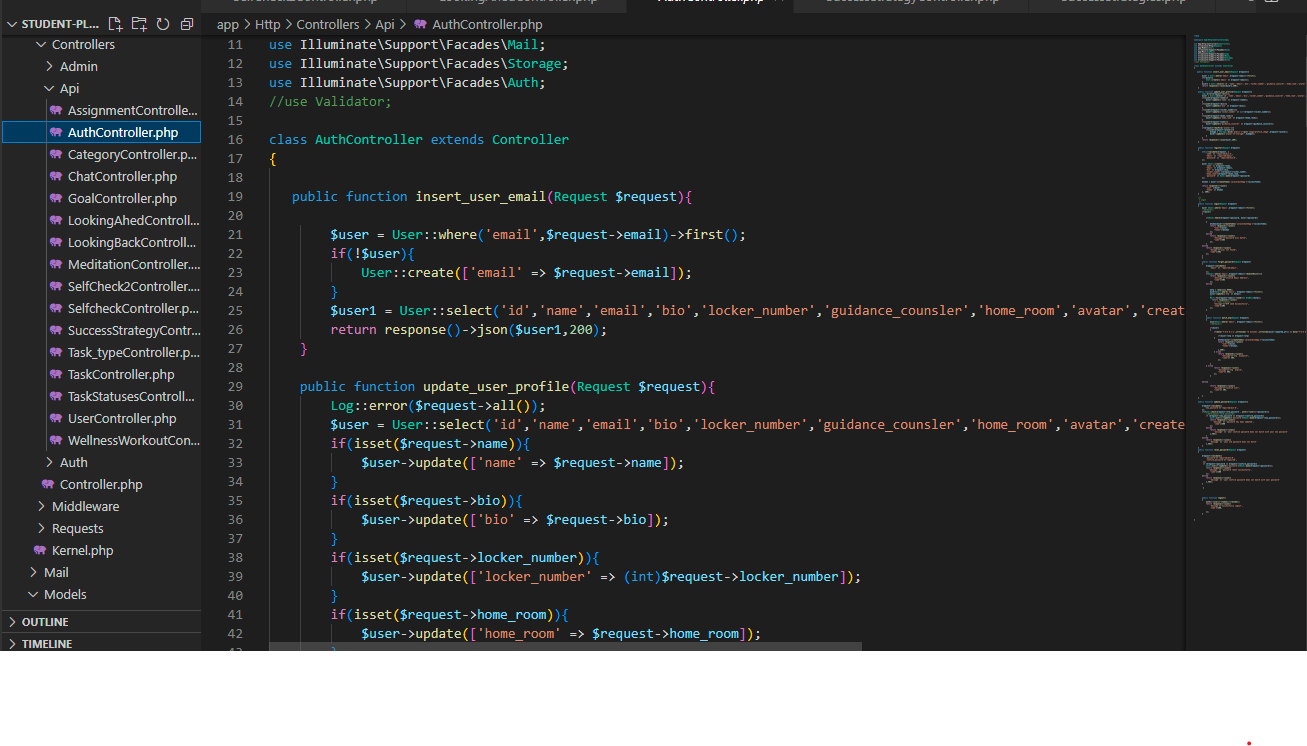 STUDENT-PL...
Controllers
Admin
Api
AssignmentControlle...
AuthController.php
CategoryController.p...
ChatController.php
GoalController.php
LookingAhedControll...
LookingBackControll...
MeditationController....
SelfCheck2Controller....
SelfcheckController.p...
SuccessStrategyContr...
Task_typeController.p...
TaskController.php
TaskStatusesControll...
UserController.php
WellnessWorkoutCon...
Auth
Controller.php
Middleware
Requests
Kernel.php
Mail
Models
OUTLINE
TIMELINE
app > Http > Controllers > Api > AuthController.php
11 use Illuminate\Support\Facades\Mail;
12 use Illuminate\Support\Facades\Storage;
13 use Illuminate\Support\Facades\Auth;
14 //use Validator;
15
16 class AuthController extends Controller
17 {
18
19 public function insert_user_email(Request $request){
20
21 $user = User::where('email',$request->email)->first();
22 if(!$user){
23 User::create(['email' => $request->email]);
24 }
25 $user1 = User::select('id','name','email','bio','locker_number','guidance_counsler','home_room','avatar','creat
26 return response()->json($user1,200);
27 }
28
29 public function update_user_profile(Request $request){
30 Log::error($request->all());
31 $user = User::select('id','name','email','bio','locker_number','guidance_counsler','home_room','avatar','create
32 if(isset($request->name)){
33 $user->update(['name' => $request->name]);
34 }
35 if(isset($request->bio)){
36 $user->update(['bio' => $request->bio]);
37 }
38 if(isset($request->locker_number)){
39 $user->update(['locker_number' => (int)$request->locker_number]);
40 }
41 if(isset($request->home_room)){
42 $user->update(['home_room' => $request->home_room]);